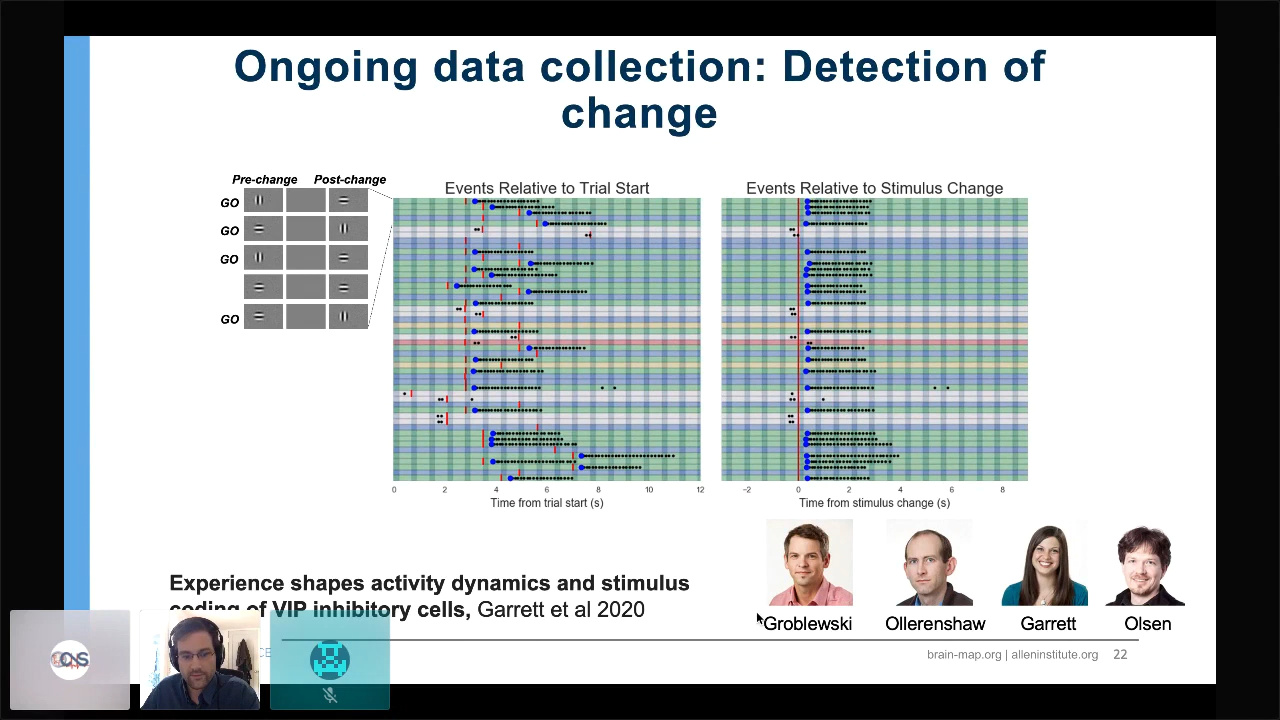 Ongoing data collection: Detection of
change
Pre-change Post-change
GO
GO
GO
GO
Events Relative to Trial Start
0 2 4 6 8 10 12
Time from trial start (s)
Events Relative to Stimulus Change
−2 0 2 4 6 8
Time from stimulus change (s)
Experience shapes activity dynamics and stimulus
coding of VIP inhibitory cells, Garrett et al 2020
Groblewski Ollerenshaw Garrett Olsen
brain-map.org | alleninstitute.org 22